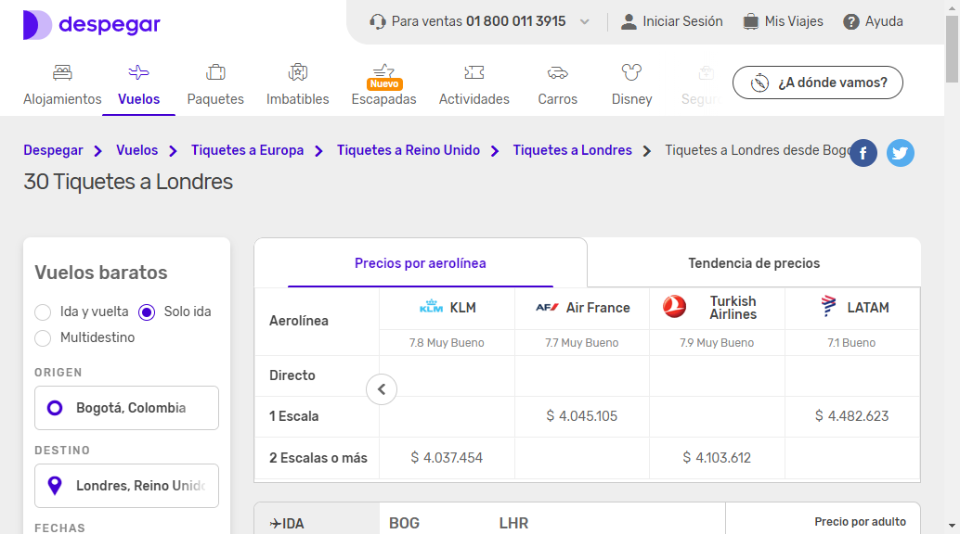 despegar
Para ventas 01 800 011 3915
Iniciar Sesión
Mis Viajes
Ayuda
Alojamientos
Vuelos
Paquetes
Imbatibles
Nuevo
Escapadas
Actividades
Carros
Disney
¿A dónde vamos?
Despegar > Vuelos > Tiquetes a Europa > Tiquetes a Reino Unido > Tiquetes a Londres > Tiquetes a Londres desde Bogo
30 Tiquetes a Londres
Vuelos baratos
Ida y vuelta
Solo ida
Multidestino
ORIGEN
Bogotá, Colombia
DESTINO
Londres, Reino Unido
FECHAS
Precios por aerolínea
Tendencia de precios
Aerolínea
KLM KLM
AF Air France
Turkish
Airlines
LATAM
7.8 Muy Bueno
7.7 Muy Bueno
7.9 Muy Bueno
7.1 Bueno
Directo
1 Escala
$ 4.045.105
$ 4.482.623
2 Escalas o más
$ 4.037.454
$ 4.103.612
IDA
BOG
LHR
Precio por adulto